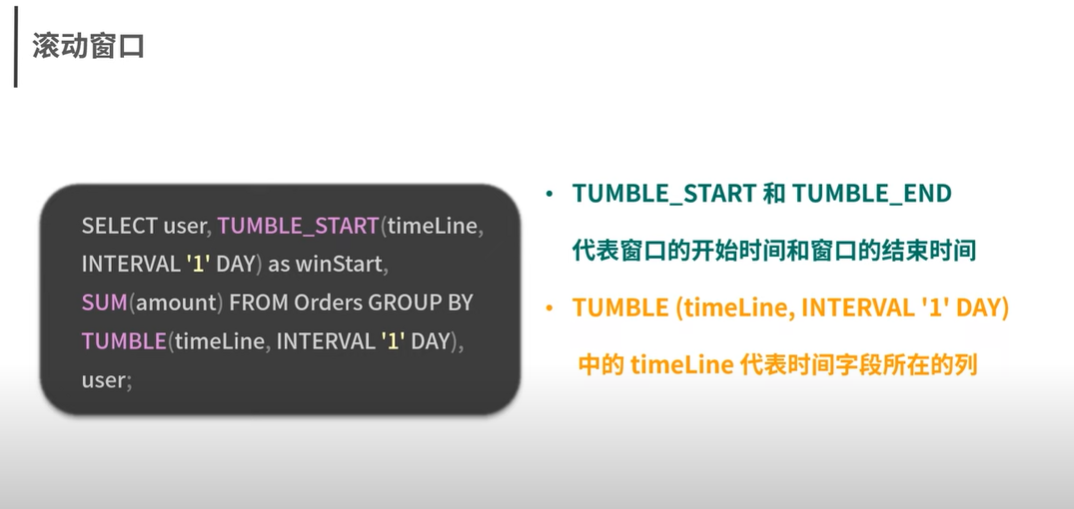 滚动窗口
SELECT user, TUMBLE_START(timeLine,
INTERVAL '1' DAY) as winStart,
SUM(amount) FROM Orders GROUP BY
TUMBLE(timeLine, INTERVAL '1' DAY),
user;
• TUMBLE_START 和 TUMBLE_END
代表窗口的开始时间和窗口的结束时间
• TUMBLE (timeLine, INTERVAL '1' DAY)
中的 timeLine 代表时间字段所在的列